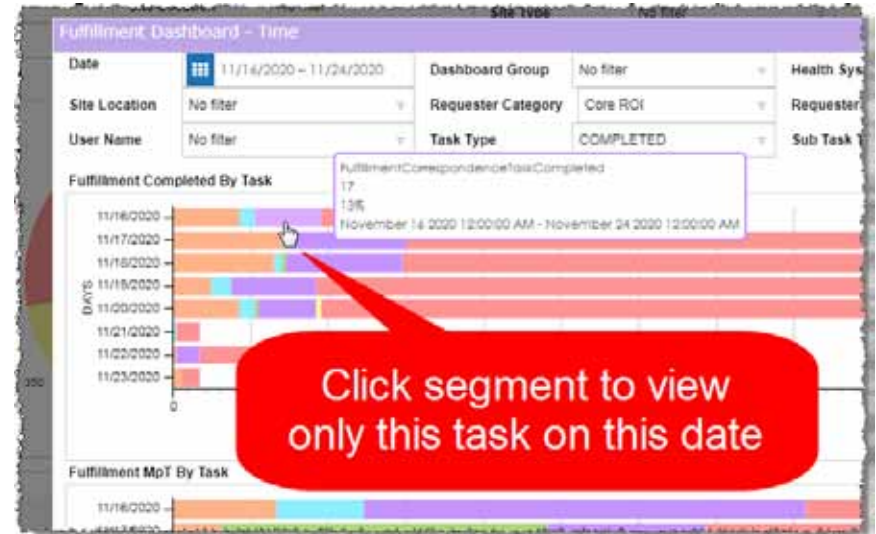 Site Type No filter
Fulfillment Dashboard - Time
Date 11/16/2020 - 11/24/2020 Dashboard Group No filter Health Sys
Site Location No filter Requester Category Core ROI Requester
User Name No filter Task Type COMPLETED Sub Task T
FulfillmentCorrespondenceTaskCompleted
17
13%
November 16 2020 12:00:00 AM - November 24 2020 12:00:00 AM
Fulfillment Completed By Task
11/16/2020
11/17/2020
11/18/2020
11/19/2020
11/20/2020
11/21/2020
11/22/2020
11/23/2020
DAYS
0
350
Click segment to view
only this task on this date
Fulfillment MpT By Task
11/16/2020